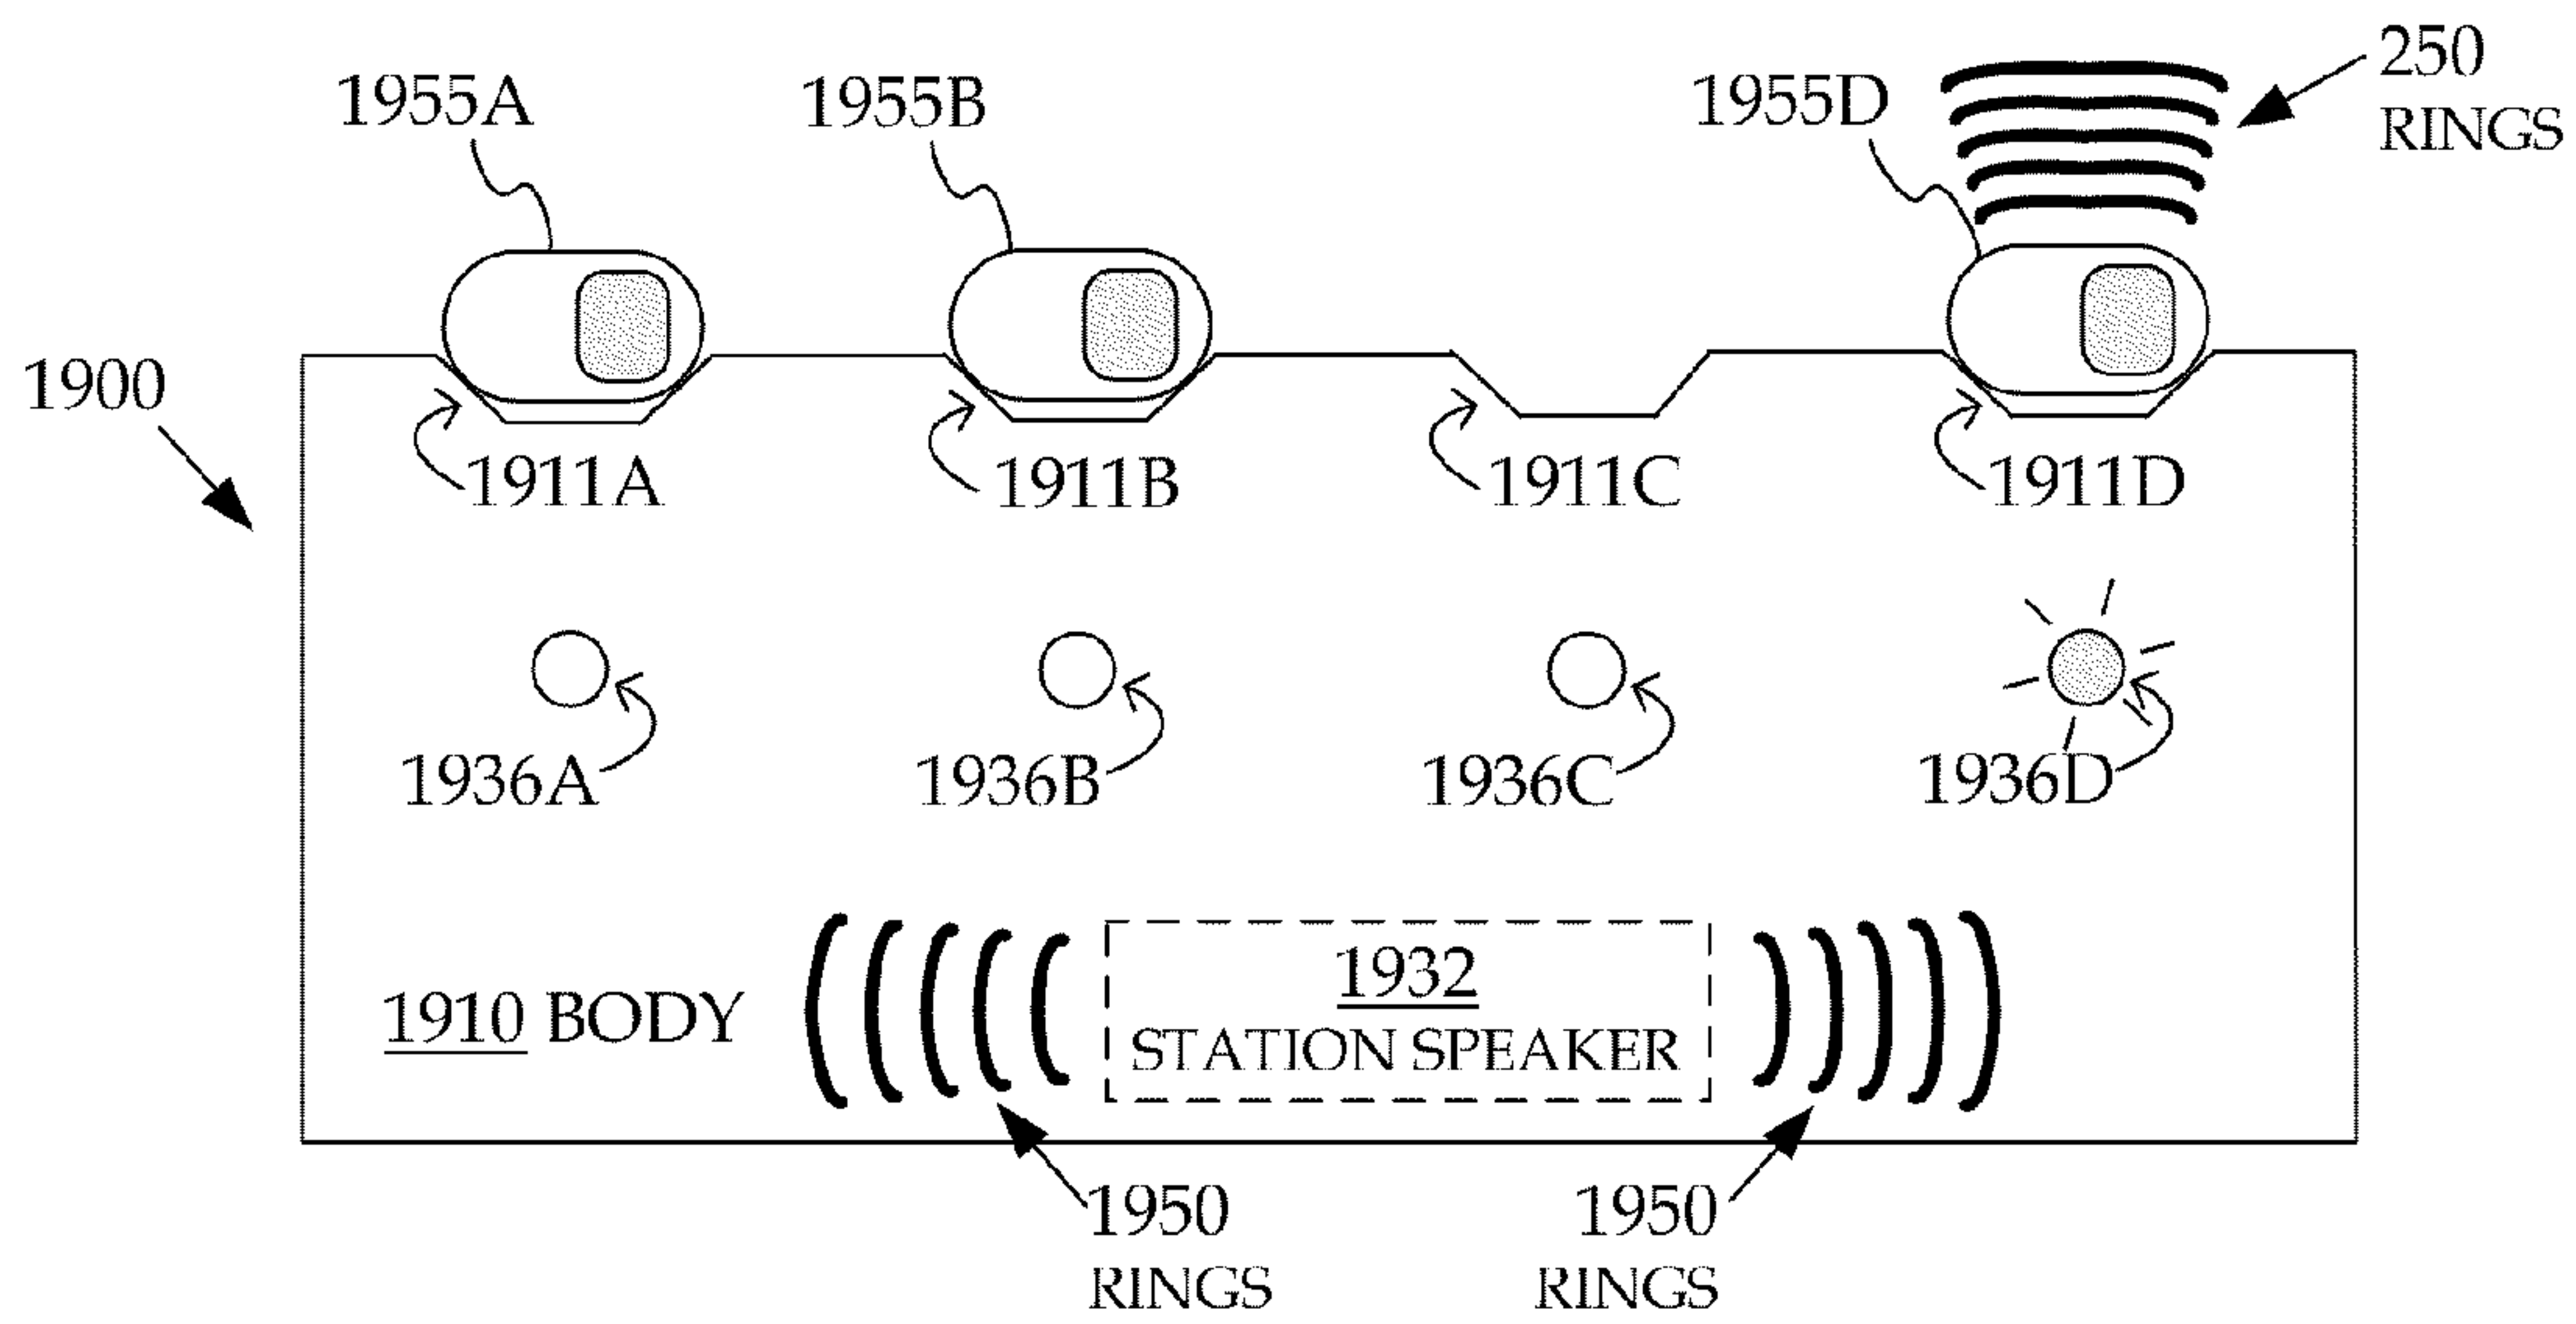 250
RINGS
1955A
1955B
1955D
1900
1911A
1911B
1911C
1911D
1936A
1936B
1936C
1936D
1910 BODY
1932
STATION SPEAKER
1950
RINGS
1950
RINGS